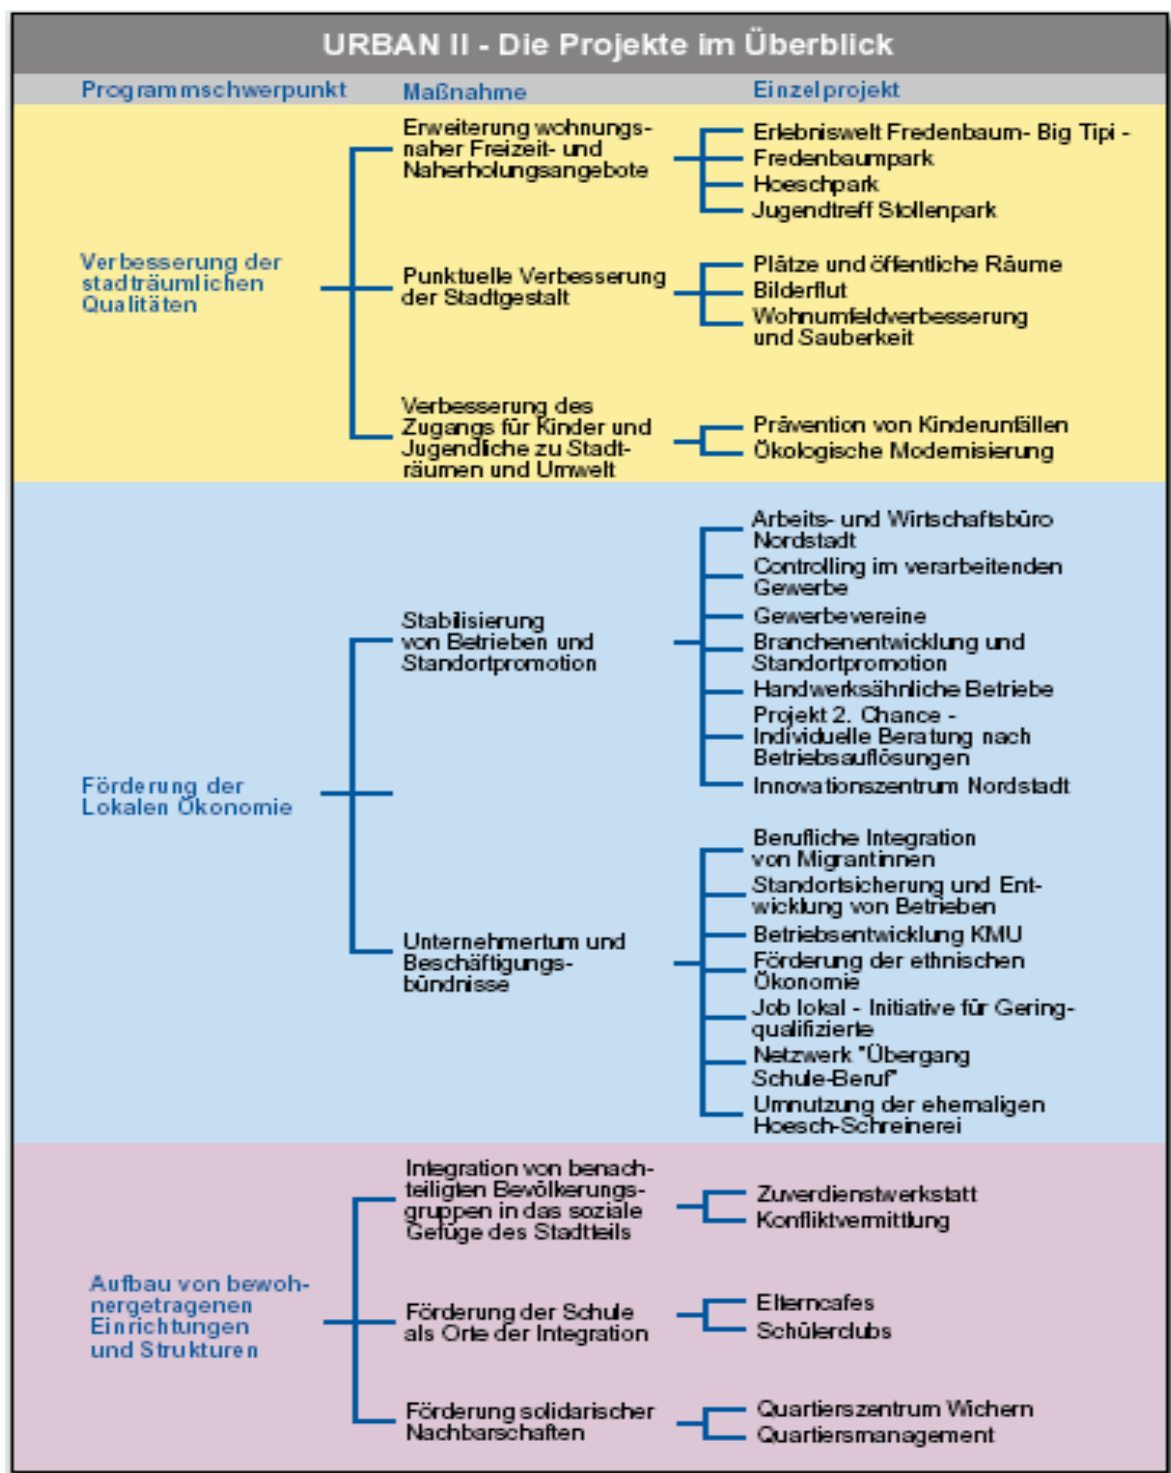 URBAN II - Die Projekte im Überblick
Programmschwerpunkt
Maßnahme
Einzelprojekt
Verbesserung der
stadträumlichen
Qualitäten
Erweiterung wohnungs-
naher Freizeit- und
Naherholungsangebote
Erlebniswelt Fredenbaum- Big Tipi -
Fredenbaumpark
Hoeschpark
Jugendtreff Stollenpark
Punktuelle Verbesserung
der Stadtgestalt
Plätze und öffentliche Räume
Bilderflut
Wohnumfeldverbesserung
und Sauberkeit
Verbesserung des
Zugangs für Kinder und
Jugendliche zu Stadt-
räumen und Umwelt
Prävention von Kinderunfällen
Ökologische Modernisierung
Förderung der
Lokalen Ökonomie
Stabilisierung
von Betrieben und
Standortpromotion
Arbeits- und Wirtschaftsbüro
Nordstadt
Controlling im verarbeitenden
Gewerbe
Gewerbevereine
Branchenentwicklung und
Standortpromotion
Handwerksähnliche Betriebe
Projekt 2. Chance -
Individuelle Beratung nach
Betriebsauflösungen
Innovationszentrum Nordstadt
Unternehmertum und
Beschäftigungs-
bündnisse
Berufliche Integration
von Migrantinnen
Standortsicherung und Ent-
wicklung von Betrieben
Betriebsentwicklung KMU
Förderung der ethnischen
Ökonomie
Job lokal - Initiative für Gering-
qualifizierte
Netzwerk "Übergang
Schule-Beruf"
Umnutzung der ehemaligen
Hoesch-Schreinerei
Aufbau von bewoh-
nergetragenen
Einrichtungen
und Strukturen
Integration von benach-
teiligten Bevölkerungs-
gruppen in das soziale
Gefüge des Stadtteils
Zuverdienstwerkstatt
Konfliktvermittlung
Förderung der Schule
als Orte der Integration
Elterncafes
Schülerclubs
Förderung solidarischer
Nachbarschaften
Quartierszentrum Wichern
Quartiersmanagement